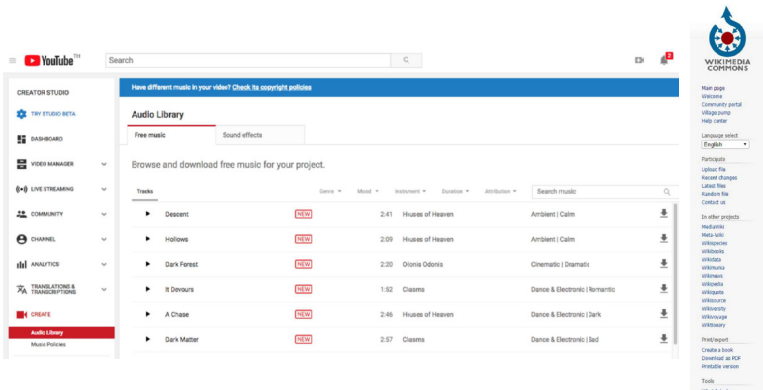 YouTube TM
Search
2
CREATOR STUDIO
TRY STUDIO BETA
DASHBOARD
VIDEO MANAGER
LIVE STREAMING
COMMUNITY
CHANNEL
ANALYTICS
TRANSLATIONS &
TRANSCRIPTIONS
CREATE
Audio Library
Music Policies
Have different music in your video? Check its copyright policies
Audio Library
Free music Sound effects
Browse and download free music for your project.
Tracks Genre Mood Instrument Duration Attribution Search music
Descent NEW 2:41 Houses of Heaven Ambient | Calm
Hollows NEW 2:09 Houses of Heaven Ambient | Calm
Dark Forest NEW 2:20 Dionis Odonis Cinematic | Dramatic
It Devours NEW 1:52 Clasms Dance & Electronic | Romantic
A Chase NEW 2:46 Houses of Heaven Dance & Electronic | Dark
Dark Matter NEW 2:57 Clasms Dance & Electronic | Sad
WIKIMEDIA
COMMONS
Main page
Welcome
Community portal
Village pump
Help center
Language select
English
Participate
Upload file
Recent changes
Latest files
Random file
Contact us
In other projects
MediaWiki
Meta-Wiki
Wikispecies
Wikibooks
Wikidata
Wikimania
Wikinews
Wikipedia
Wikiquote
Wikisource
Wikiversity
Wikivoyage
Wiktionary
Print/export
Create a book
Download as PDF
Printable version
Tools